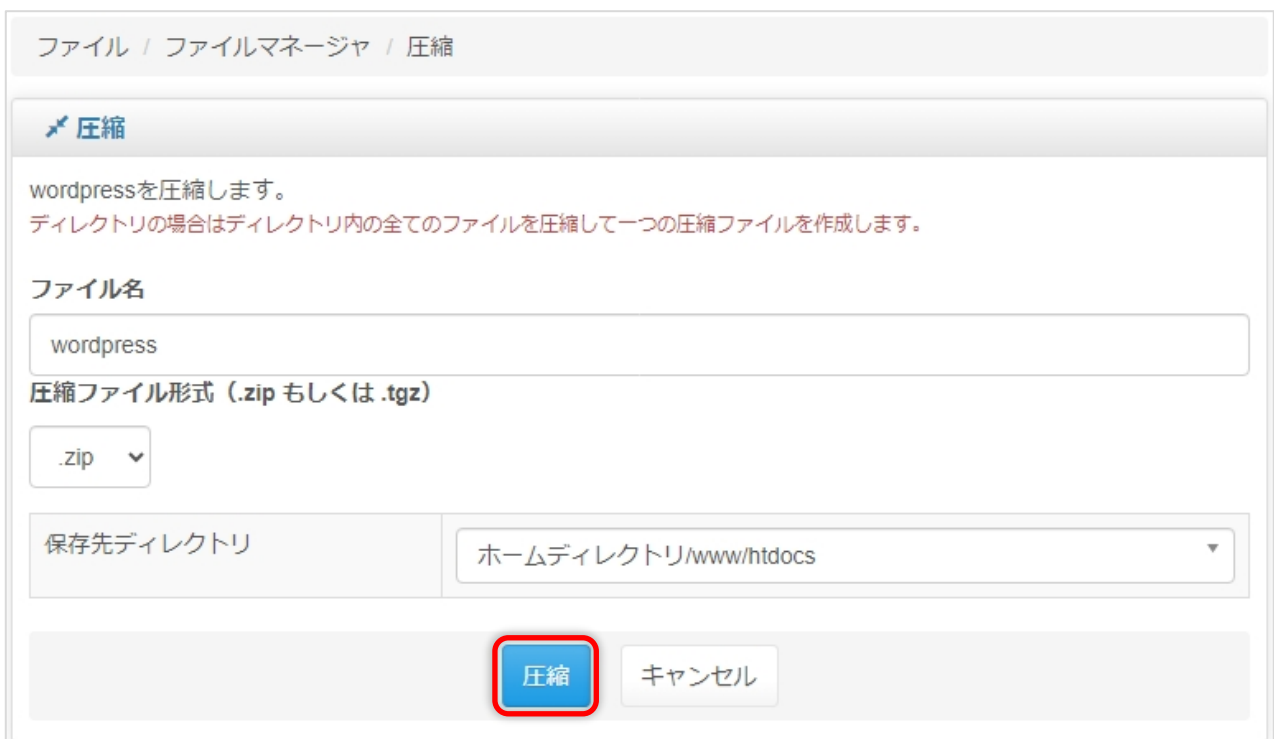 ファイル / ファイルマネージャ / 圧縮
圧縮
wordpressを圧縮します。
ディレクトリの場合はディレクトリ内の全てのファイルを圧縮して一つの圧縮ファイルを作成します。
ファイル名
wordpress
圧縮ファイル形式（.zip もしくは .tgz）
.zip
保存先ディレクトリ
ホームディレクトリ/www/htdocs
圧縮 キャンセル